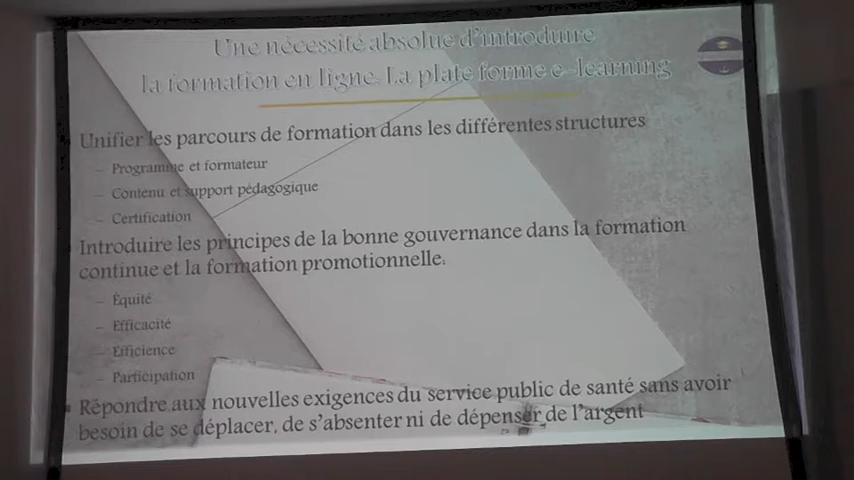 Une nécessité absolue d'introduire
la formation en ligne. La plate forme e-learning
Unifier les parcours de formation dans les différentes structures
– Programme et formateur
– Contenu et support pédagogique
– Certification
Introduire les principes de la bonne gouvernance dans la formation
continue et la formation promotionnelle.
– Équité
– Efficacité
– Efficience
– Participation
Répondre aux nouvelles exigences du service public de santé sans avoir
besoin de se déplacer, de s'absenter ni de dépenser de l'argent